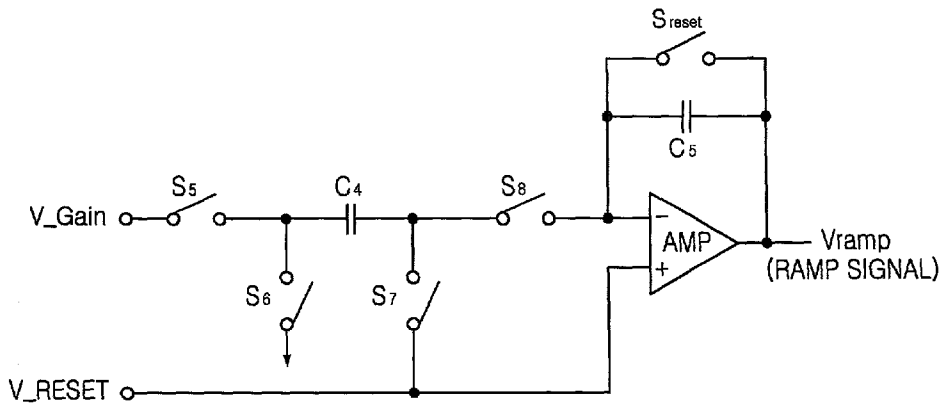 Sreset
C5
S5
C4
S8
V_Gain
−
AMP
+
Vramp
(RAMP SIGNAL)
S6
S7
V_RESET